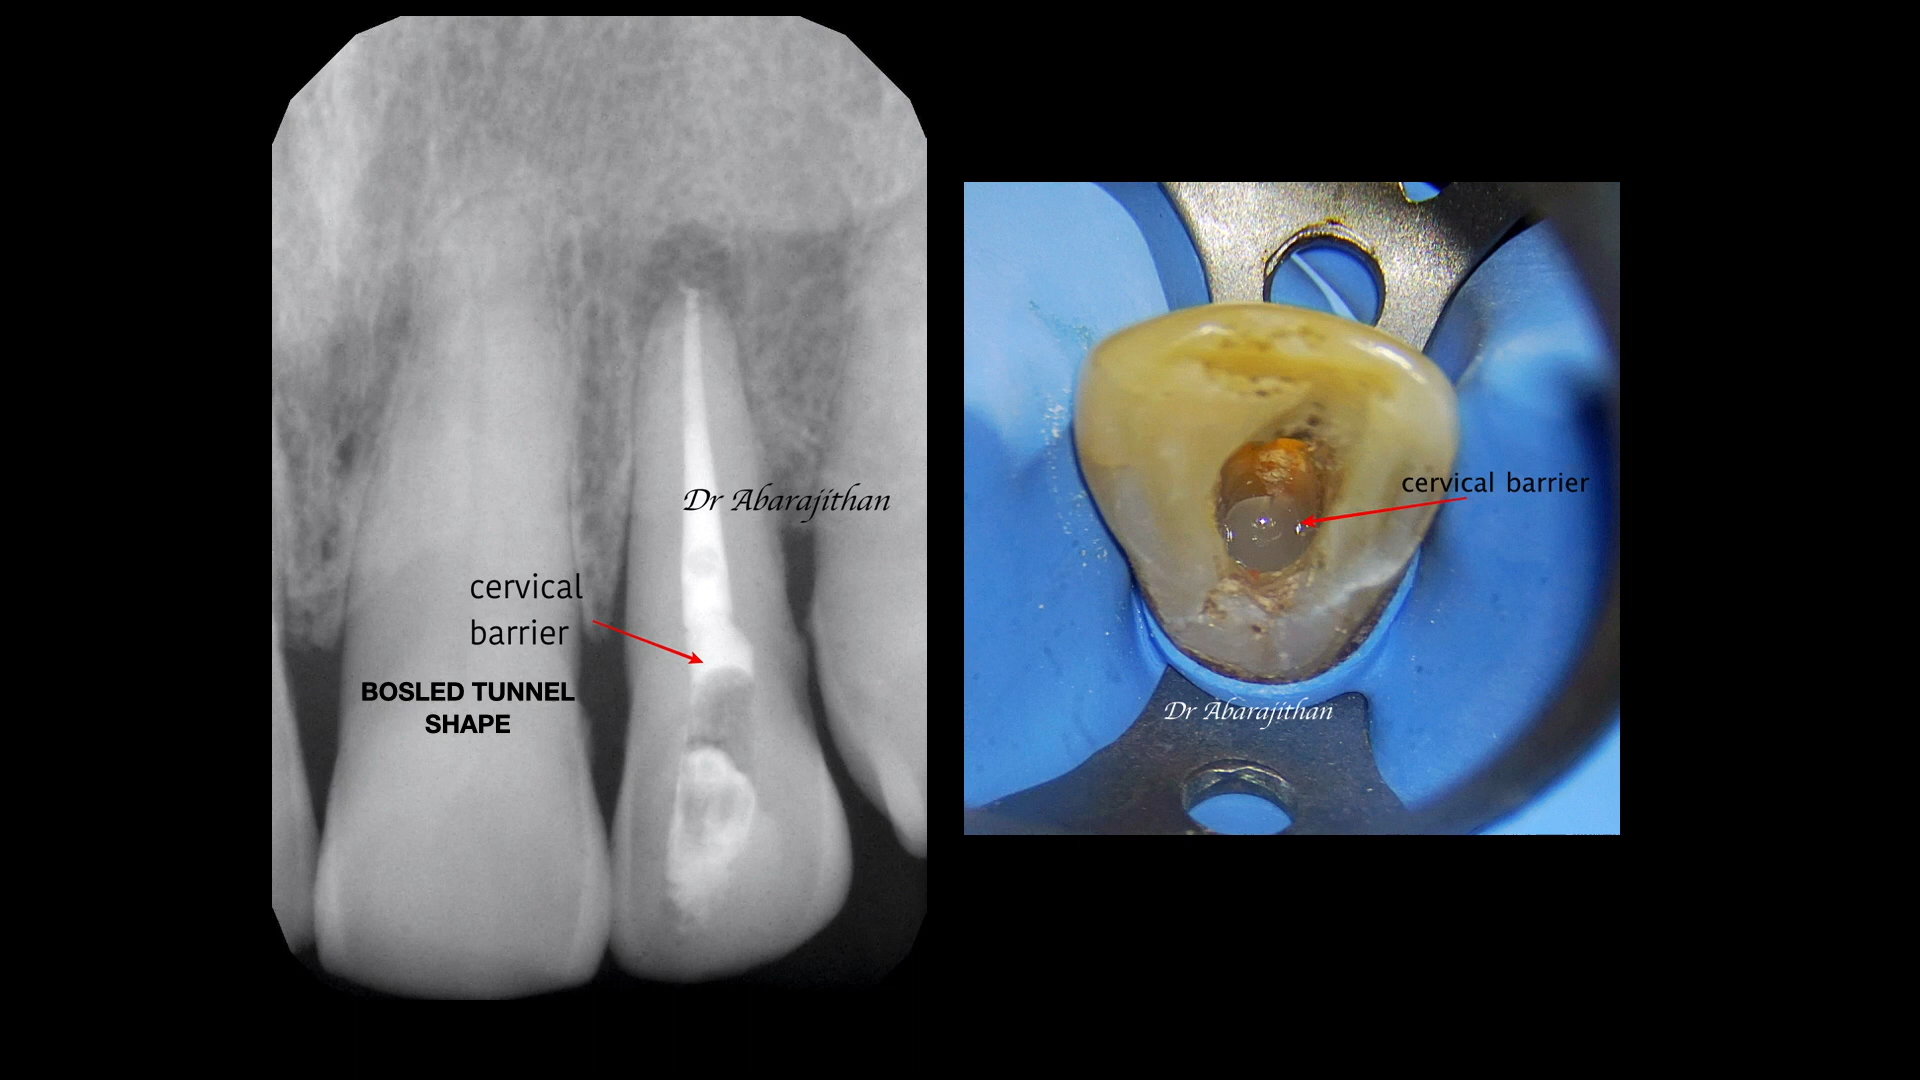 Dr Abarajithan
cervical
barrier
BOSLED TUNNEL
SHAPE
cervical barrier
Dr Abarajithan